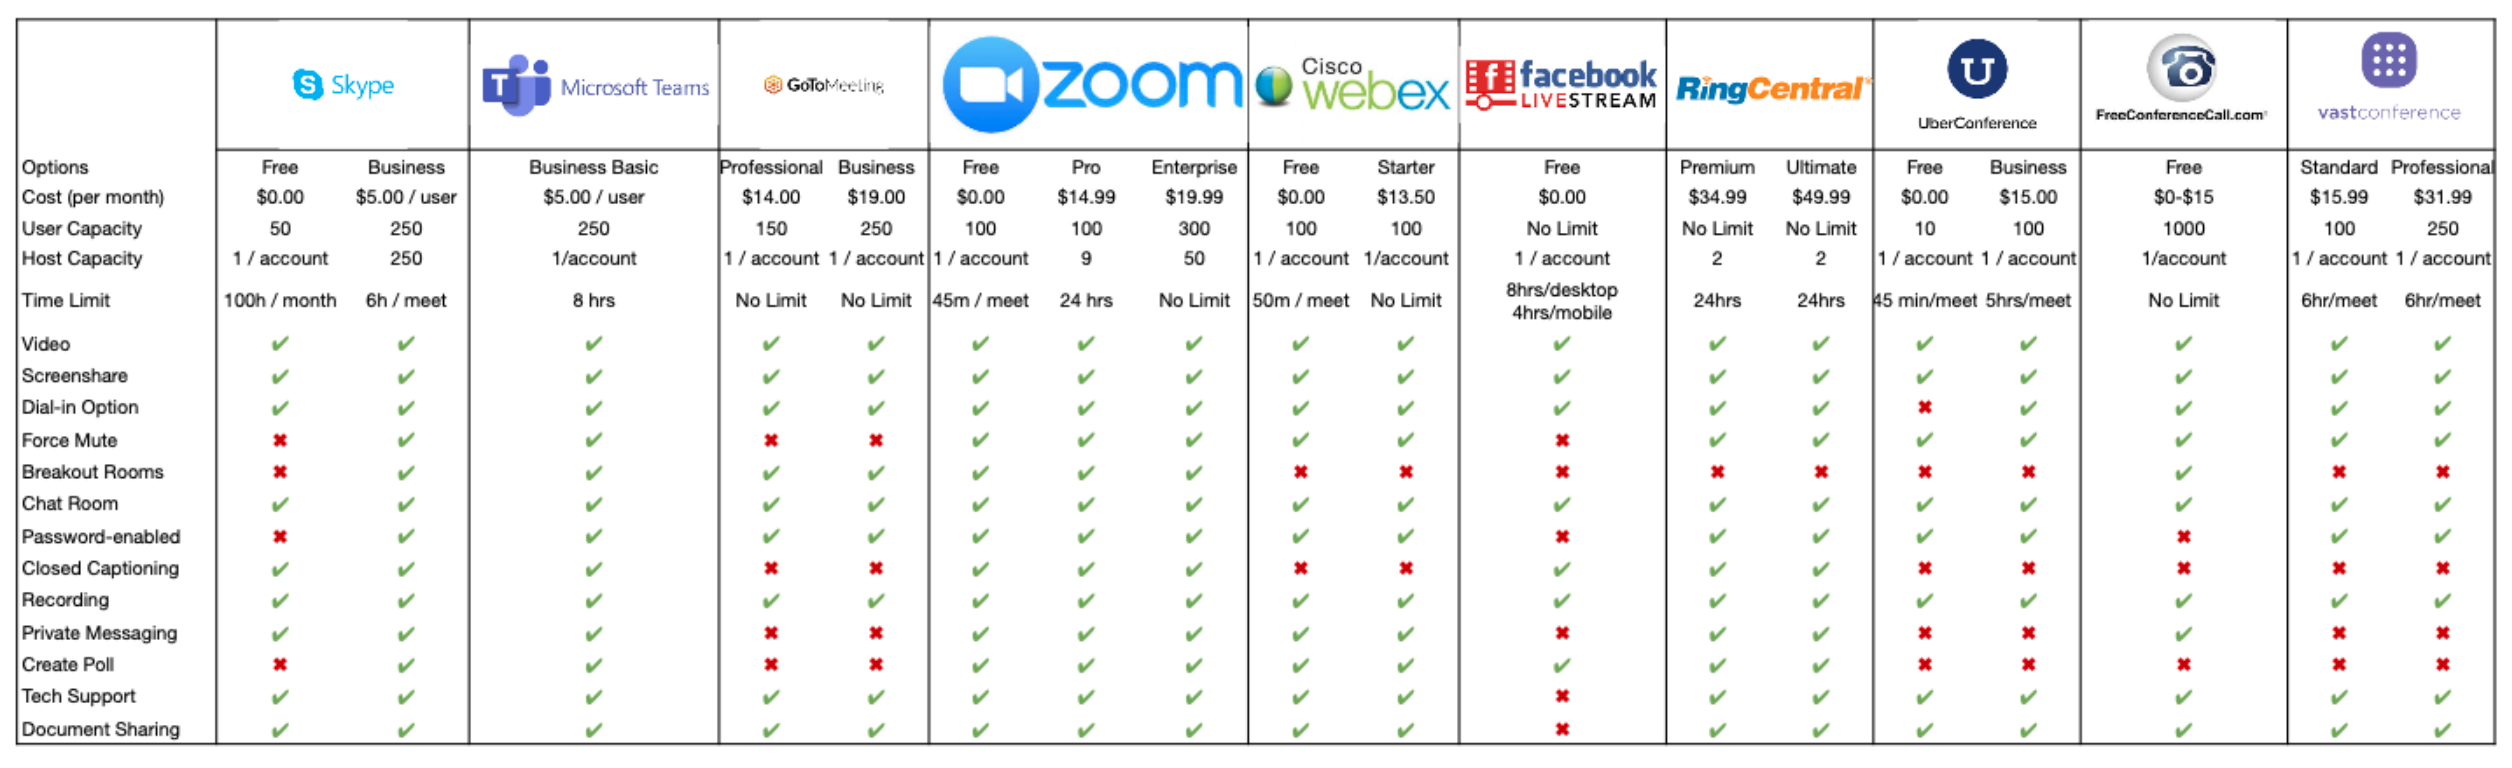 Skype Microsoft Teams GoToMeeting zoom Cisco webex facebook LIVESTREAM RingCentral® U UberConference FreeConferenceCall.com® vastconference
Options Free Business Business Basic Professional Business Free Pro Enterprise Free Starter Free Premium Ultimate Free Business Free Standard Professional
Cost (per month) $0.00 $5.00 / user $5.00 / user $14.00 $19.00 $0.00 $14.99 $19.99 $0.00 $13.50 $0.00 $34.99 $49.99 $0.00 $15.00 $0-$15 $15.99 $31.99
User Capacity 50 250 250 150 250 100 100 300 100 100 No Limit No Limit No Limit 10 100 1000 100 250
Host Capacity 1 / account 250 1/account 1 / account 1 / account 1 / account 9 50 1 / account 1/account 1 / account 2 2 1 / account 1 / account 1/account 1 / account 1 / account
Time Limit 100h / month 6h / meet 8 hrs No Limit No Limit 45m / meet 24 hrs No Limit 50m / meet No Limit 8hrs/desktop 4hrs/mobile 24hrs 24hrs 45 min/meet 5hrs/meet No Limit 6hr/meet 6hr/meet
Video ✔ ✔ ✔ ✔ ✔ ✔ ✔ ✔ ✔ ✔ ✔ ✔ ✔ ✔ ✔ ✔ ✔ ✔
Screenshare ✔ ✔ ✔ ✔ ✔ ✔ ✔ ✔ ✔ ✔ ✔ ✔ ✔ ✔ ✔ ✔ ✔ ✔
Dial-in Option ✔ ✔ ✔ ✔ ✔ ✔ ✔ ✔ ✔ ✔ ✔ ✔ ✔ ✖ ✔ ✔ ✔ ✔
Force Mute ✖ ✔ ✔ ✖ ✖ ✔ ✔ ✔ ✔ ✔ ✖ ✔ ✔ ✔ ✔ ✔ ✔ ✔
Breakout Rooms ✖ ✔ ✔ ✔ ✔ ✔ ✔ ✔ ✖ ✖ ✖ ✖ ✖ ✖ ✖ ✔ ✖ ✖
Chat Room ✔ ✔ ✔ ✔ ✔ ✔ ✔ ✔ ✔ ✔ ✔ ✔ ✔ ✔ ✔ ✔ ✔ ✔
Password-enabled ✖ ✔ ✔ ✔ ✔ ✔ ✔ ✔ ✔ ✔ ✖ ✔ ✔ ✔ ✔ ✖ ✔ ✔
Closed Captioning ✔ ✔ ✔ ✖ ✖ ✔ ✔ ✔ ✖ ✖ ✔ ✔ ✔ ✖ ✖ ✖ ✖ ✖
Recording ✔ ✔ ✔ ✔ ✔ ✔ ✔ ✔ ✔ ✔ ✔ ✔ ✔ ✔ ✔ ✔ ✔ ✔
Private Messaging ✔ ✔ ✔ ✖ ✖ ✔ ✔ ✔ ✔ ✔ ✖ ✔ ✔ ✖ ✖ ✔ ✖ ✖
Create Poll ✖ ✔ ✔ ✖ ✖ ✔ ✔ ✔ ✔ ✔ ✔ ✔ ✔ ✖ ✖ ✖ ✖ ✖
Tech Support ✔ ✔ ✔ ✔ ✔ ✔ ✔ ✔ ✔ ✔ ✖ ✔ ✔ ✔ ✔ ✔ ✔ ✔
Document Sharing ✔ ✔ ✔ ✔ ✔ ✔ ✔ ✔ ✔ ✔ ✖ ✔ ✔ ✔ ✔ ✔ ✔ ✔